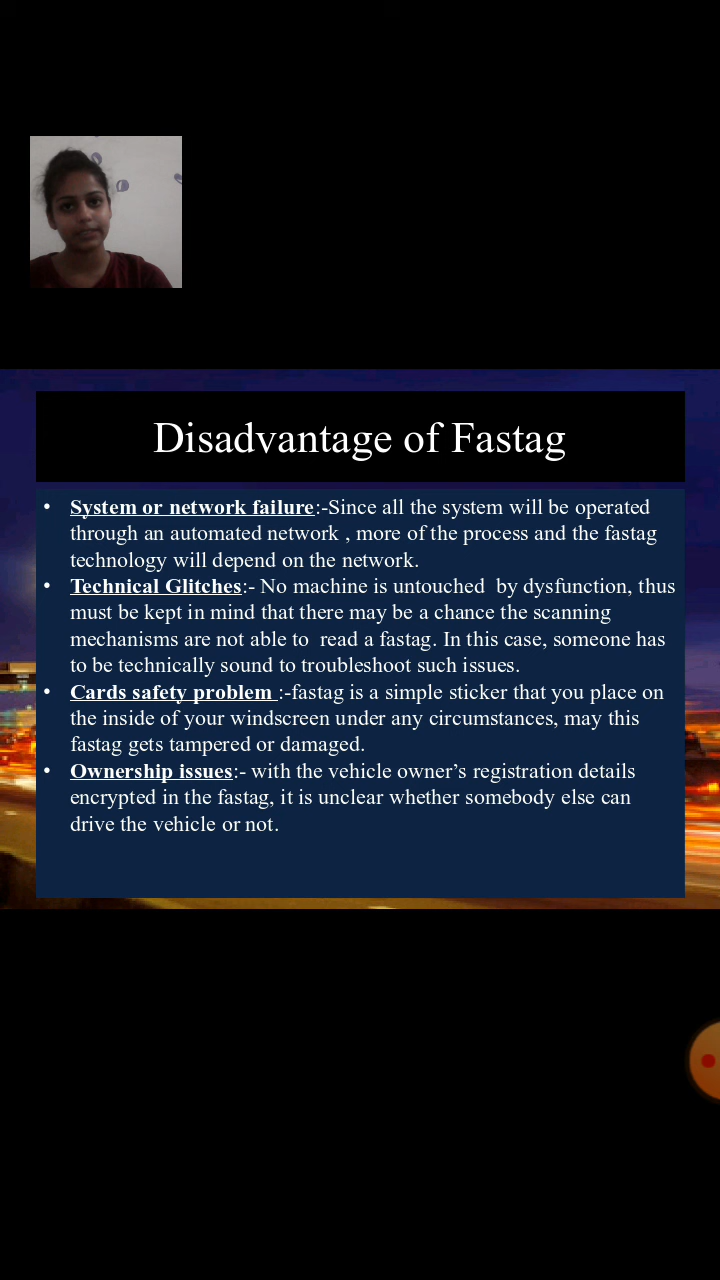 Disadvantage of Fastag
• System or network failure:-Since all the system will be operated
through an automated network , more of the process and the fastag
technology will depend on the network.
• Technical Glitches:- No machine is untouched  by dysfunction, thus
must be kept in mind that there may be a chance the scanning
mechanisms are not able to  read a fastag. In this case, someone has
to be technically sound to troubleshoot such issues.
• Cards safety problem :-fastag is a simple sticker that you place on
the inside of your windscreen under any circumstances, may this
fastag gets tampered or damaged.
• Ownership issues:- with the vehicle owner’s registration details
encrypted in the fastag, it is unclear whether somebody else can
drive the vehicle or not.